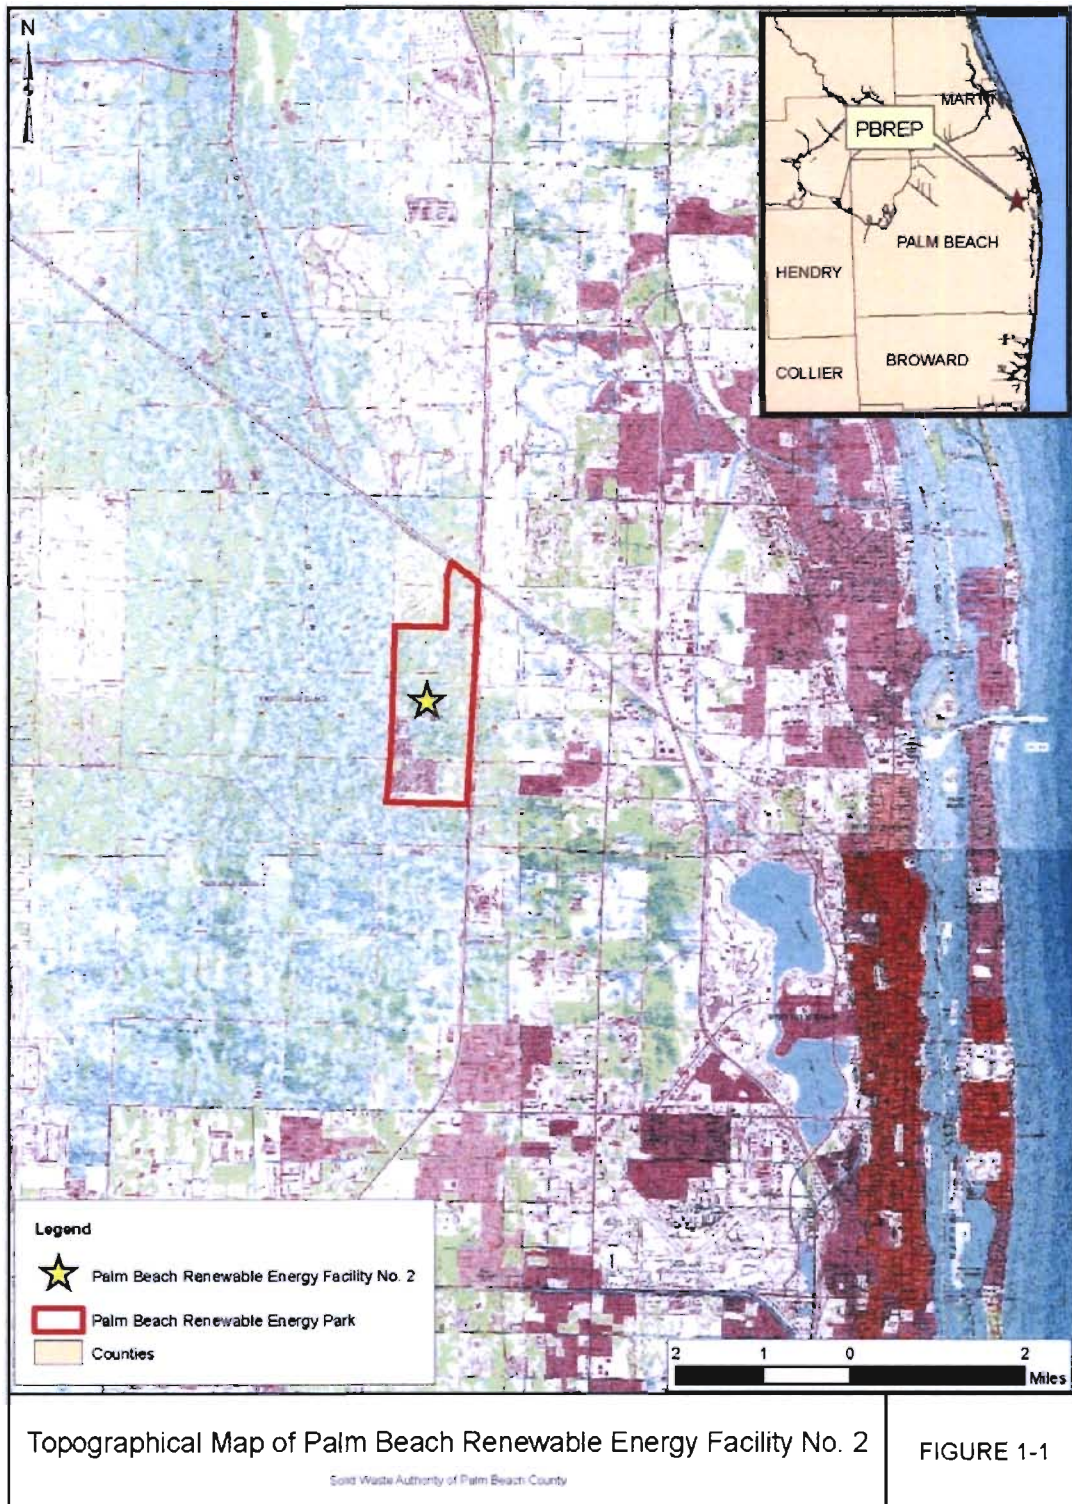 N
MARTIN
PBREP
PALM BEACH
HENDRY
BROWARD
COLLIER
Legend
Palm Beach Renewable Energy Facility No. 2
Palm Beach Renewable Energy Park
Counties
2 1 0 2
Miles
Topographical Map of Palm Beach Renewable Energy Facility No. 2
FIGURE 1-1
Solid Waste Authority of Palm Beach County